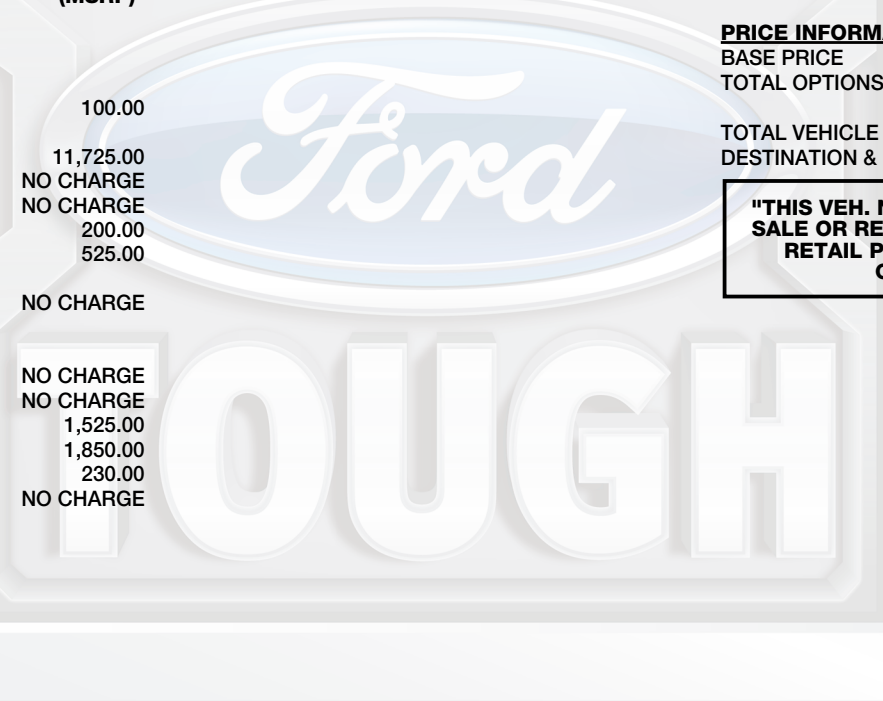 (MSRP)
100.00
11,725.00
NO CHARGE
NO CHARGE
200.00
525.00
NO CHARGE
NO CHARGE
NO CHARGE
1,525.00
1,850.00
230.00
NO CHARGE
PRICE INFORMA
BASE PRICE
TOTAL OPTIONS
TOTAL VEHICLE
DESTINATION &
"THIS VEH. N
SALE OR RE
RETAIL P
Ford
TOUGH